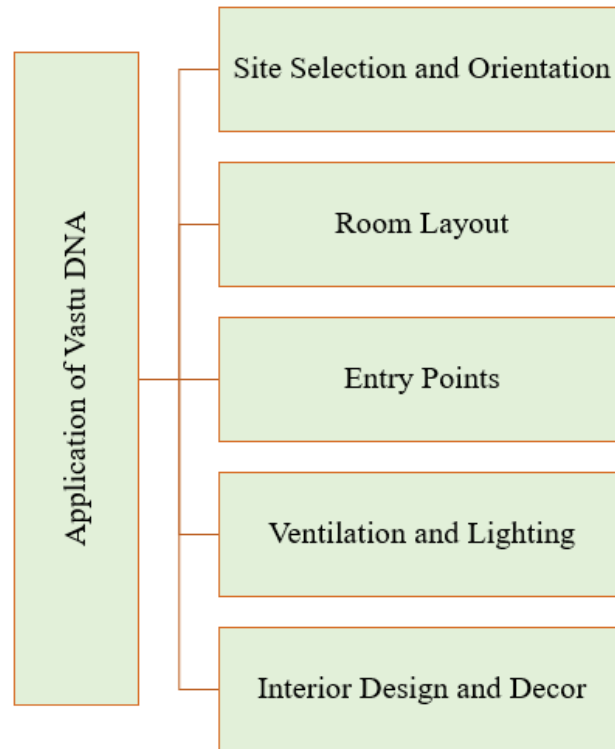 Application of Vastu DNA
Site Selection and Orientation
Room Layout
Entry Points
Ventilation and Lighting
Interior Design and Decor